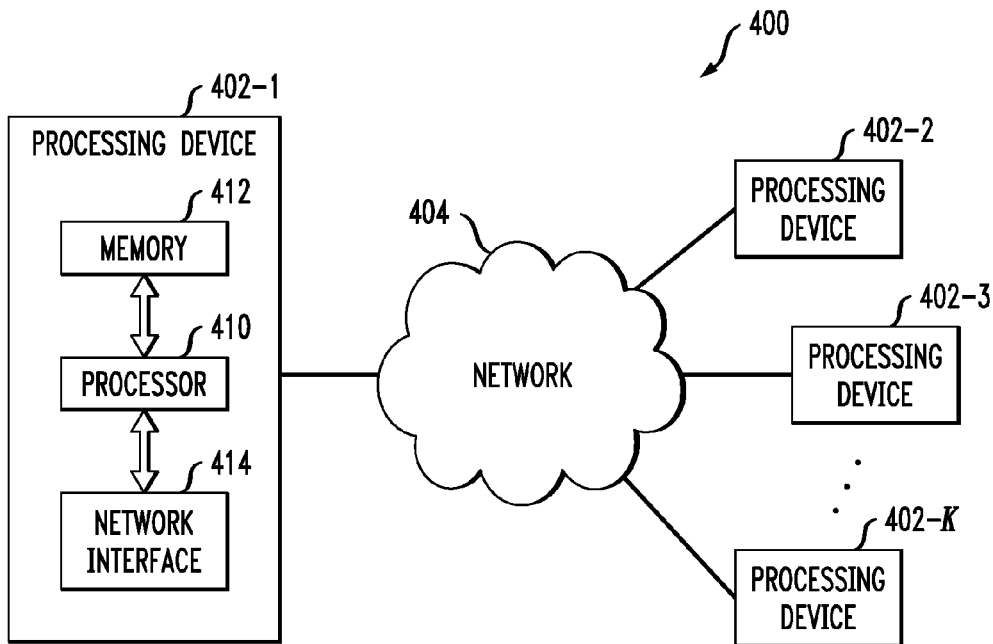 400
402-1
PROCESSING DEVICE
412
MEMORY
410
PROCESSOR
414
NETWORK
INTERFACE
404
NETWORK
402-2
PROCESSING
DEVICE
402-3
PROCESSING
DEVICE
402-K
PROCESSING
DEVICE